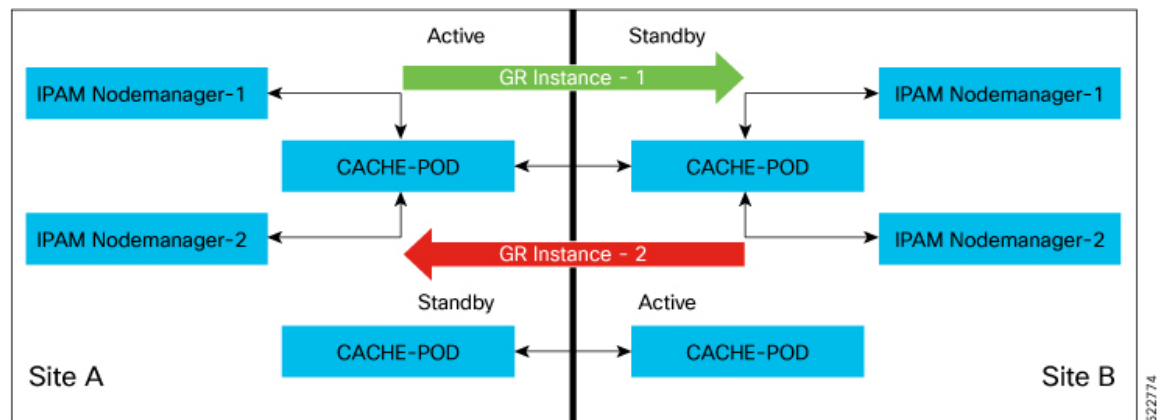 Active
Standby
GR Instance - 1
IPAM Nodemanager-1
IPAM Nodemanager-1
CACHE-POD
CACHE-POD
IPAM Nodemanager-2
IPAM Nodemanager-2
GR Instance - 2
Standby
Active
CACHE-POD
CACHE-POD
Site A
Site B
522774